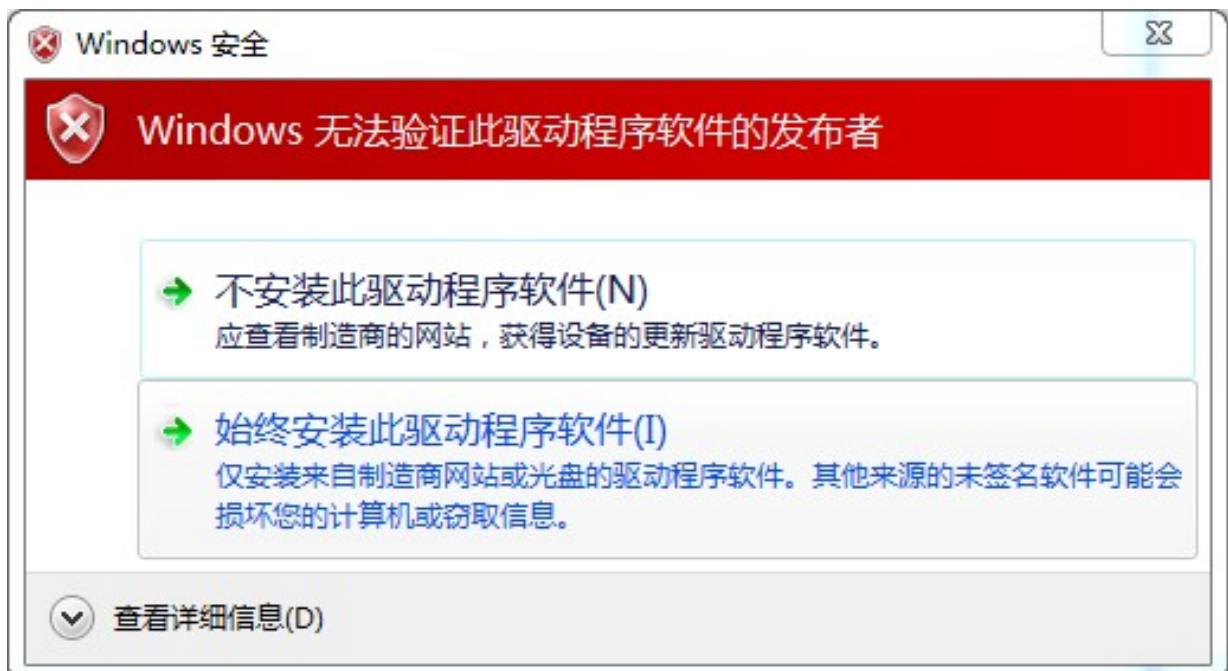 Windows 安全
Windows 无法验证此驱动程序软件的发布者
不安装此驱动程序软件(N)
应查看制造商的网站，获得设备的更新驱动程序软件。
始终安装此驱动程序软件(I)
仅安装来自制造商网站或光盘的驱动程序软件。其他来源的未签名软件可能会
损坏您的计算机或窃取信息。
查看详细信息(D)